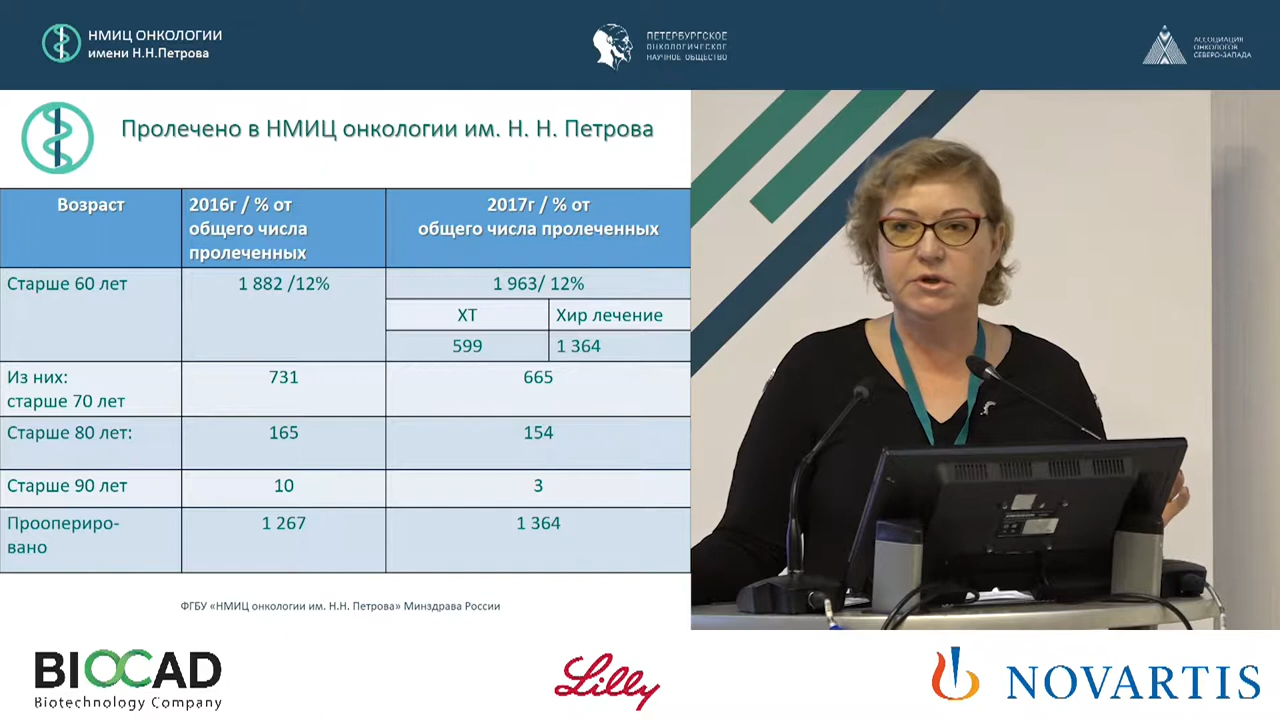 НМИЦ ОНКОЛОГИИ
имени Н.Н.Петрова
ПЕТЕРБУРГСКОЕ
ОНКОЛОГИЧЕСКОЕ
НАУЧНОЕ ОБЩЕСТВО
АССОЦИАЦИЯ
ОНКОЛОГОВ
СЕВЕРО-ЗАПАДА
Пролечено в НМИЦ онкологии им. Н. Н. Петрова
Возраст
2016г / % от
общего числа
пролеченных
2017г / % от
общего числа пролеченных
Старше 60 лет
1 882 /12%
1 963/ 12%
ХТ
Хир лечение
599
1 364
Из них:
старше 70 лет
731
665
Старше 80 лет:
165
154
Старше 90 лет
10
3
Проопериро-
вано
1 267
1 364
ФГБУ «НМИЦ онкологии им. Н.Н. Петрова» Минздрава России
BIOCAD
Biotechnology Company
Lilly
NOVARTIS